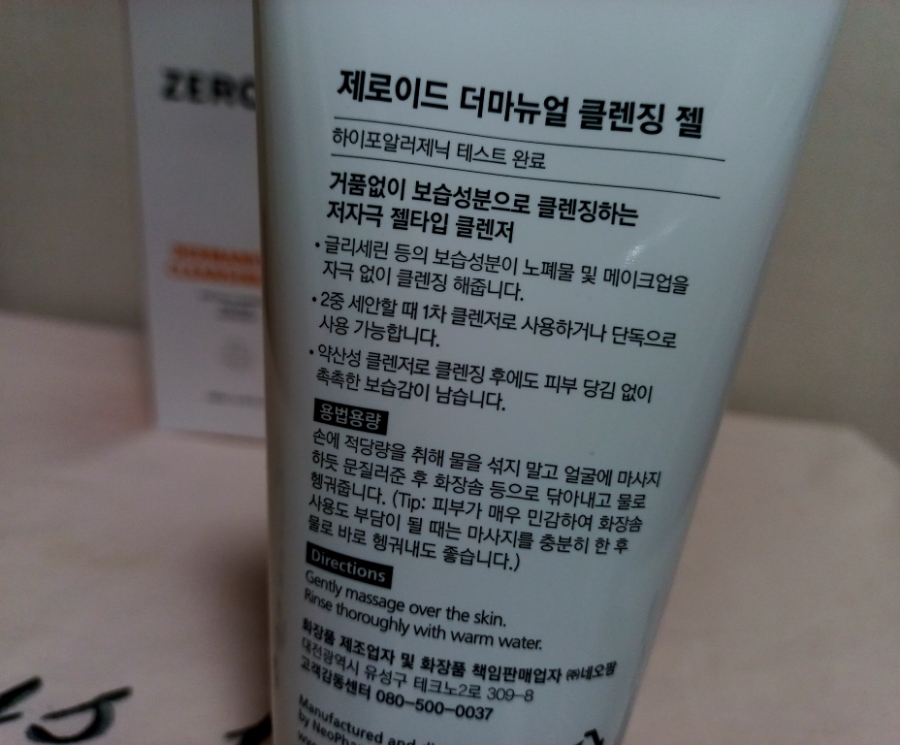 ZERO
제로이드 더마뉴얼 클렌징 젤
하이포알러제닉 테스트 완료
거품없이 보습성분으로 클렌징하는
저자극 젤타입 클렌저
• 글리세린 등의 보습성분이 노폐물 및 메이크업을
자극 없이 클렌징 해줍니다.
• 2중 세안할 때 1차 클렌저로 사용하거나 단독으로
사용 가능합니다.
• 약산성 클렌저로 클렌징 후에도 피부 당김 없이
촉촉한 보습감이 남습니다.
용법용량
손에 적당량을 취해 물을 섞지 말고 얼굴에 마사지
하듯 문질러준 후 화장솜 등으로 닦아내고 물로
헹궈줍니다. (Tip: 피부가 매우 민감하여 화장솜
사용도 부담이 될 때는 마사지를 충분히 한 후
물로 바로 헹궈내도 좋습니다.)
Directions
Gently massage over the skin.
Rinse thoroughly with warm water.
화장품 제조업자 및 화장품 책임판매업자 ㈜네오팜
대전광역시 유성구 테크노2로 309-8
고객감동센터 080-500-0037
Manufactured and
by NeoPha